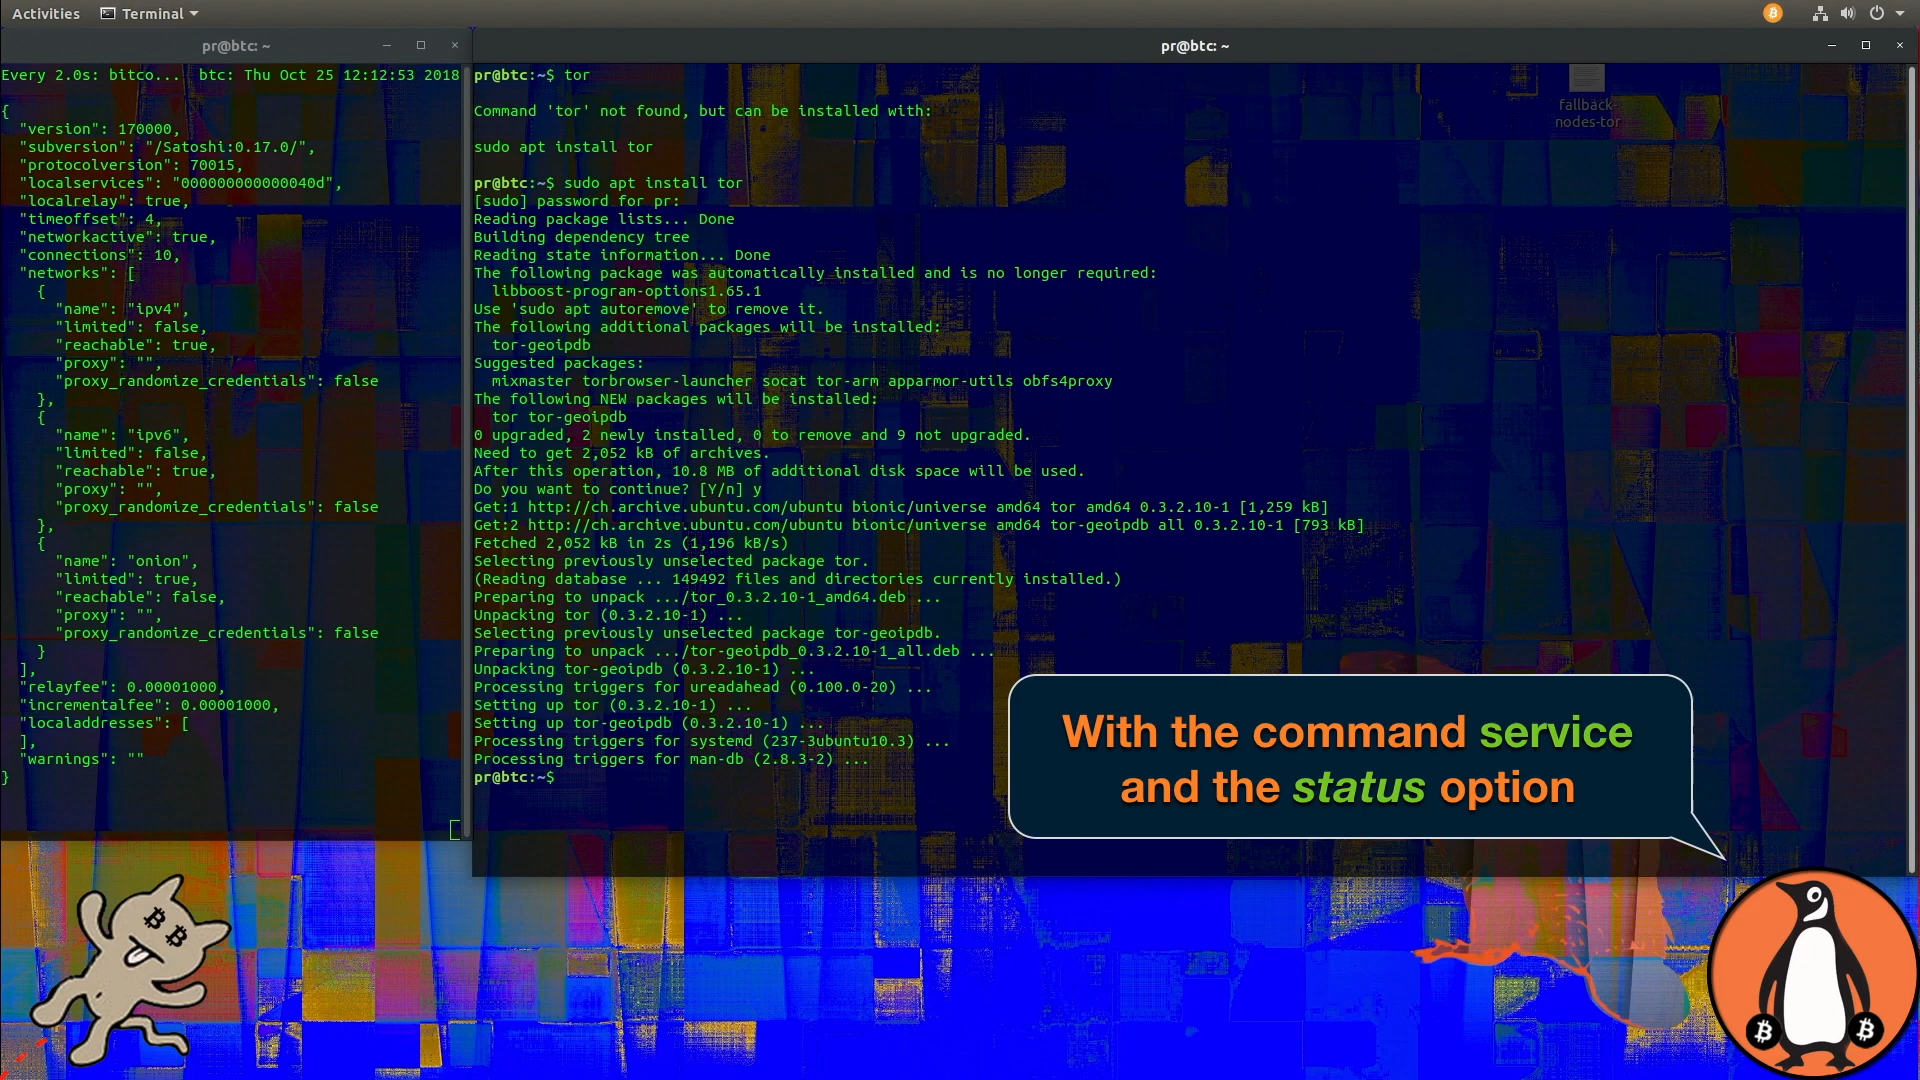 Activities
Terminal
pr@btc: ~
Every 2.0s: bitco...  btc: Thu Oct 25 12:12:53 2018
{
"version": 170000,
"subversion": "/Satoshi:0.17.0/",
"protocolversion": 70015,
"localservices": "000000000000040d",
"localrelay": true,
"timeoffset": 4,
"networkactive": true,
"connections": 10,
"networks": [
{
"name": "ipv4",
"limited": false,
"reachable": true,
"proxy": "",
"proxy_randomize_credentials": false
},
{
"name": "ipv6",
"limited": false,
"reachable": true,
"proxy": "",
"proxy_randomize_credentials": false
},
{
"name": "onion",
"limited": true,
"reachable": false,
"proxy": "",
"proxy_randomize_credentials": false
}
],
"relayfee": 0.00001000,
"incrementalfee": 0.00001000,
"localaddresses": [
],
"warnings": ""
}
pr@btc: ~
pr@btc:~$ tor
Command 'tor' not found, but can be installed with:
sudo apt install tor
pr@btc:~$ sudo apt install tor
[sudo] password for pr:
Reading package lists... Done
Building dependency tree
Reading state information... Done
The following package was automatically installed and is no longer required:
libboost-program-options1.65.1
Use 'sudo apt autoremove' to remove it.
The following additional packages will be installed:
tor-geoipdb
Suggested packages:
mixmaster torbrowser-launcher socat tor-arm apparmor-utils obfs4proxy
The following NEW packages will be installed:
tor tor-geoipdb
0 upgraded, 2 newly installed, 0 to remove and 9 not upgraded.
Need to get 2,052 kB of archives.
After this operation, 10.8 MB of additional disk space will be used.
Do you want to continue? [Y/n] y
Get:1 http://ch.archive.ubuntu.com/ubuntu bionic/universe amd64 tor amd64 0.3.2.10-1 [1,259 kB]
Get:2 http://ch.archive.ubuntu.com/ubuntu bionic/universe amd64 tor-geoipdb all 0.3.2.10-1 [793 kB]
Fetched 2,052 kB in 2s (1,196 kB/s)
Selecting previously unselected package tor.
(Reading database ... 149492 files and directories currently installed.)
Preparing to unpack .../tor_0.3.2.10-1_amd64.deb ...
Unpacking tor (0.3.2.10-1) ...
Selecting previously unselected package tor-geoipdb.
Preparing to unpack .../tor-geoipdb_0.3.2.10-1_all.deb ...
Unpacking tor-geoipdb (0.3.2.10-1) ...
Processing triggers for ureadahead (0.100.0-20) ...
Setting up tor (0.3.2.10-1) ...
Setting up tor-geoipdb (0.3.2.10-1) ...
Processing triggers for systemd (237-3ubuntu10.3) ...
Processing triggers for man-db (2.8.3-2) ...
pr@btc:~$
fallback-
nodes-tor
With the command service
and the status option